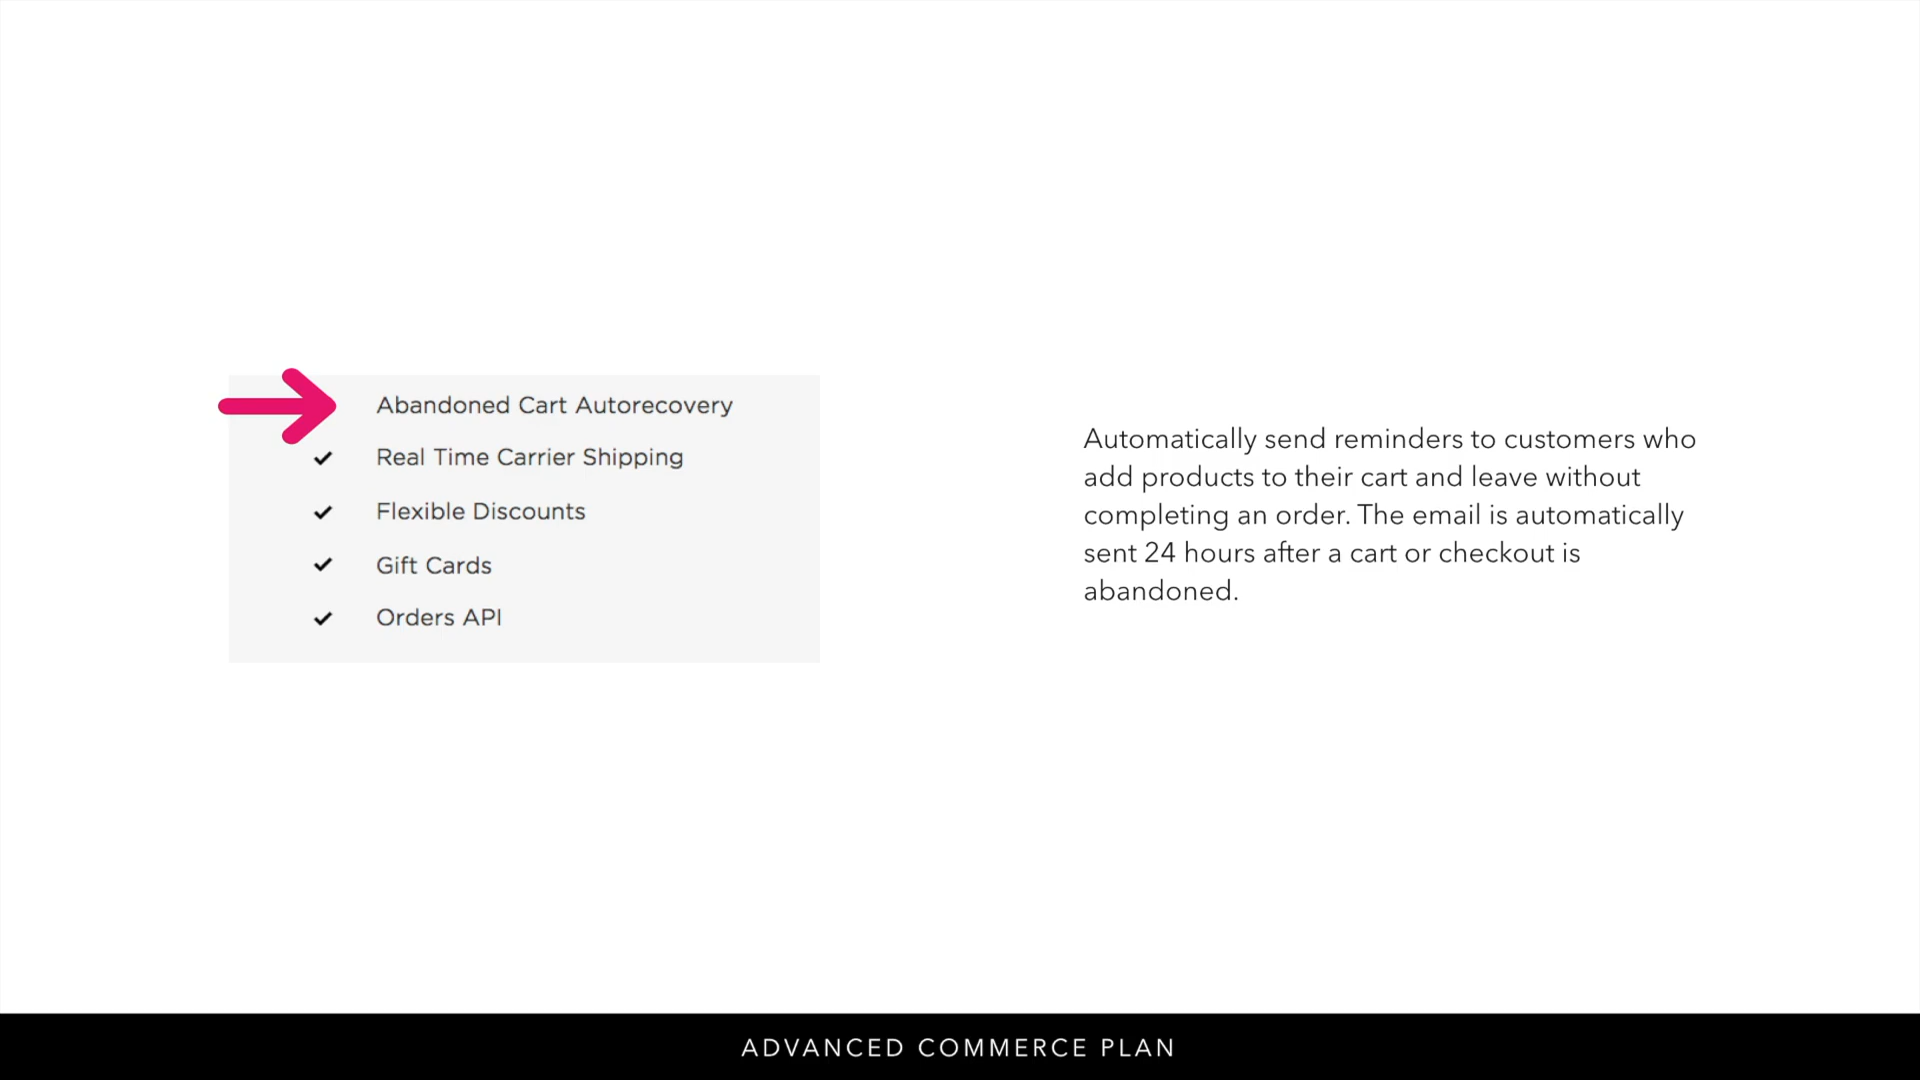 Abandoned Cart Autorecovery
Real Time Carrier Shipping
Flexible Discounts
Gift Cards
Orders API
Automatically send reminders to customers who
add products to their cart and leave without
completing an order. The email is automatically
sent 24 hours after a cart or checkout is
abandoned.
ADVANCED COMMERCE PLAN